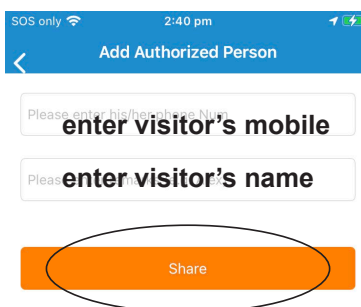 SOS only 2:40 pm
Add Authorized Person
Please enter his/her phone Num
enter visitor's mobile
Pleas
enter visitor's name
Share